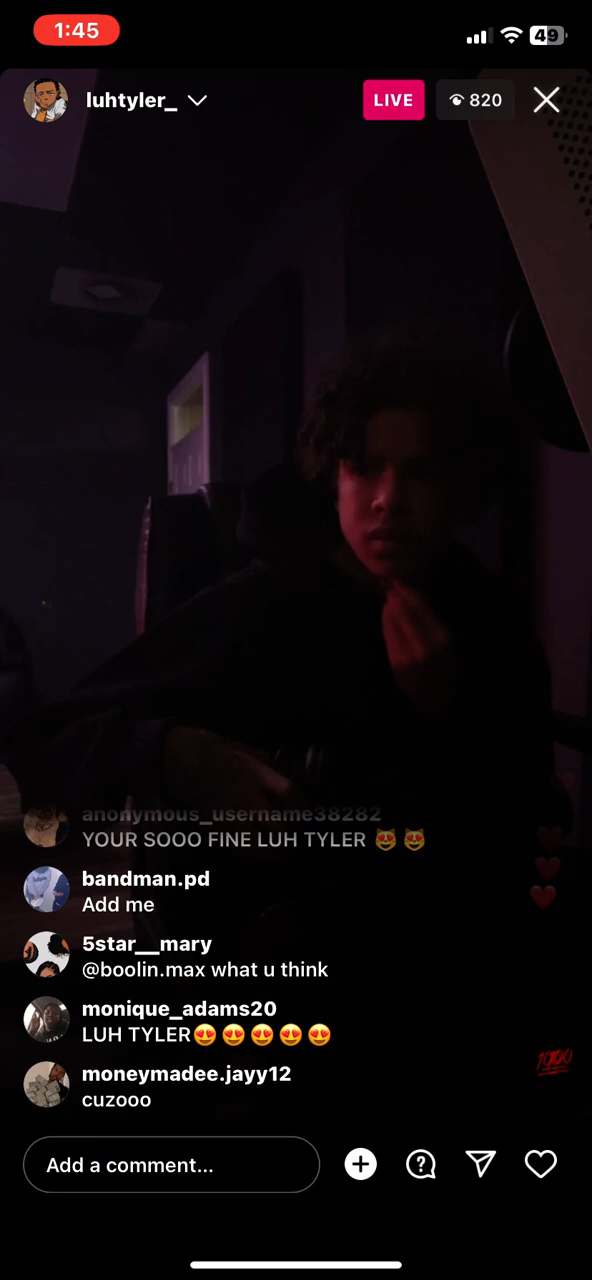 1:45
49
luhtyler_
LIVE
820
anonymous_username38282
YOUR SOOO FINE LUH TYLER 😻 😻
bandman.pd
Add me
5star__mary
@boolin.max what u think
monique_adams20
LUH TYLER😍😍😍😍😍
moneymadee.jayy12
cuzooo
Add a comment...